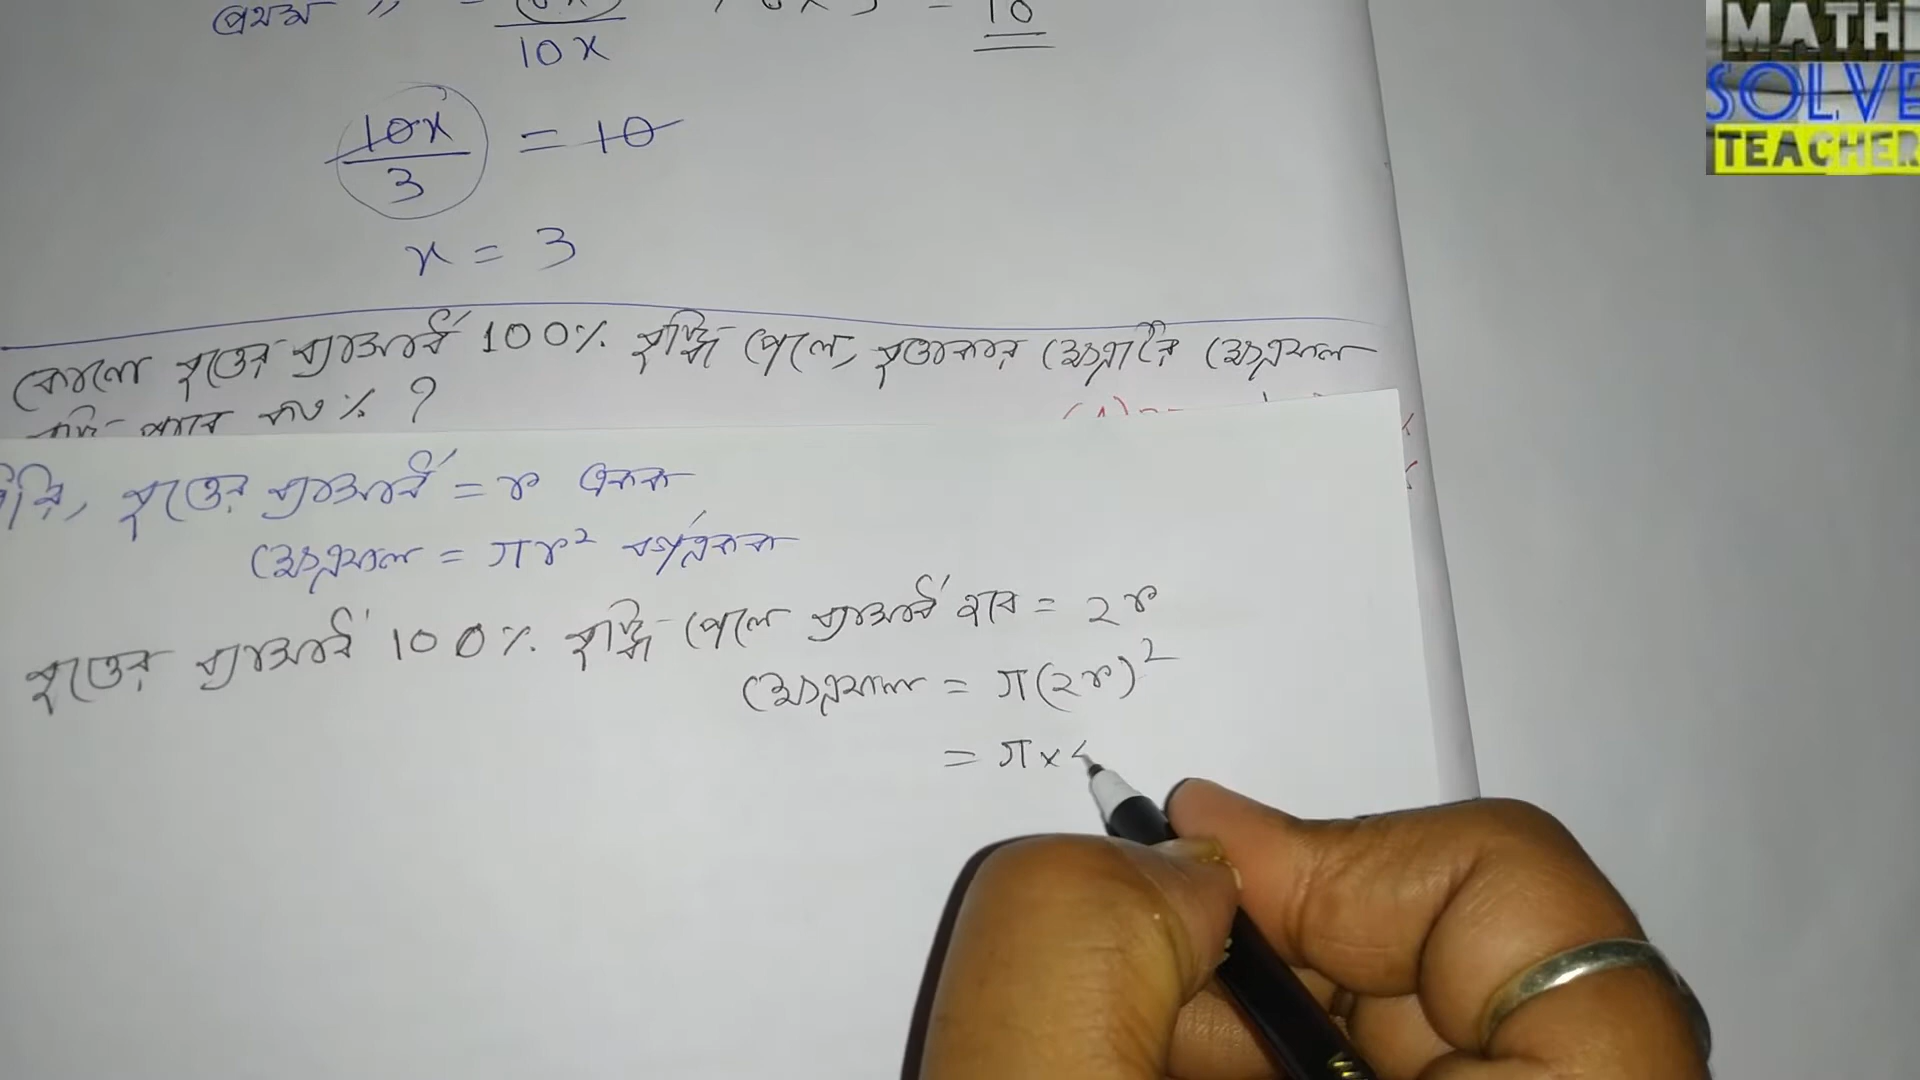 প্রথম " =
10x
= 10
10x/3 = 10
x = 3
কোনো বৃত্তের ব্যাসার্ধ 100% বৃদ্ধি পেলে, বৃত্তাকার ক্ষেত্রটির ক্ষেত্রফল
বৃদ্ধি পাবে কত % ?
ধরি, বৃত্তের ব্যাসার্ধ = r একক
ক্ষেত্রফল = πr² বর্গএকক
বৃত্তের ব্যাসার্ধ 100% বৃদ্ধি পেলে ব্যাসার্ধ হবে = 2r
ক্ষেত্রফল = π(2r)²
= π×
MATH
SOLVE
TEACHER